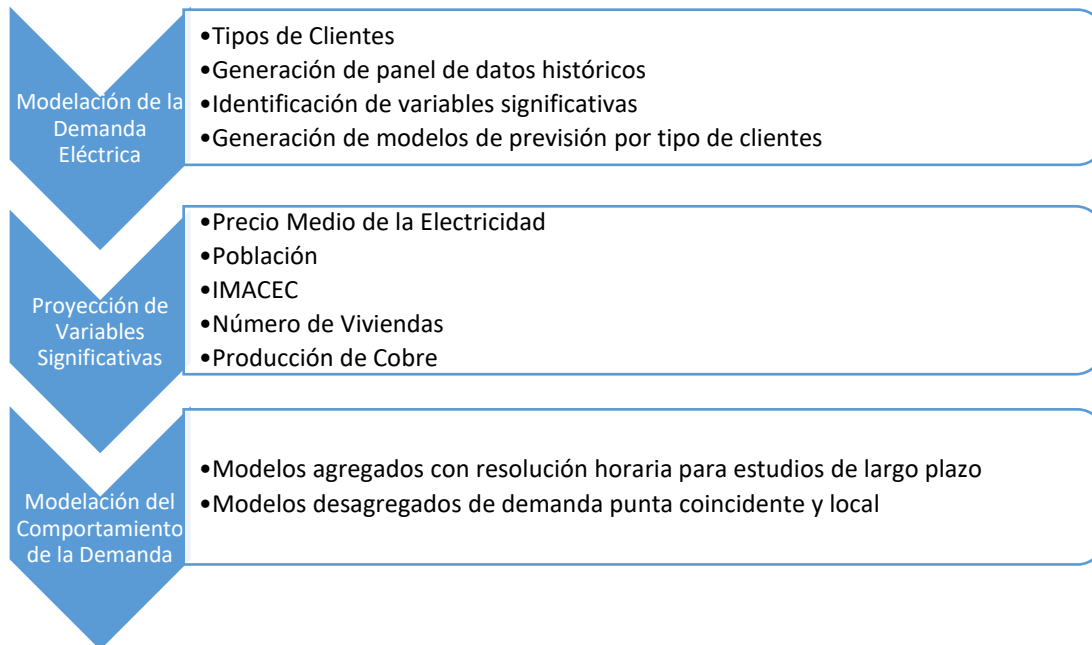 Modelación de la
Demanda
Eléctrica
•Tipos de Clientes
•Generación de panel de datos históricos
•Identificación de variables significativas
•Generación de modelos de previsión por tipo de clientes
Proyección de
Variables
Significativas
•Precio Medio de la Electricidad
•Población
•IMACEC
•Número de Viviendas
•Producción de Cobre
Modelación del
Comportamiento
de la Demanda
•Modelos agregados con resolución horaria para estudios de largo plazo
•Modelos desagregados de demanda punta coincidente y local